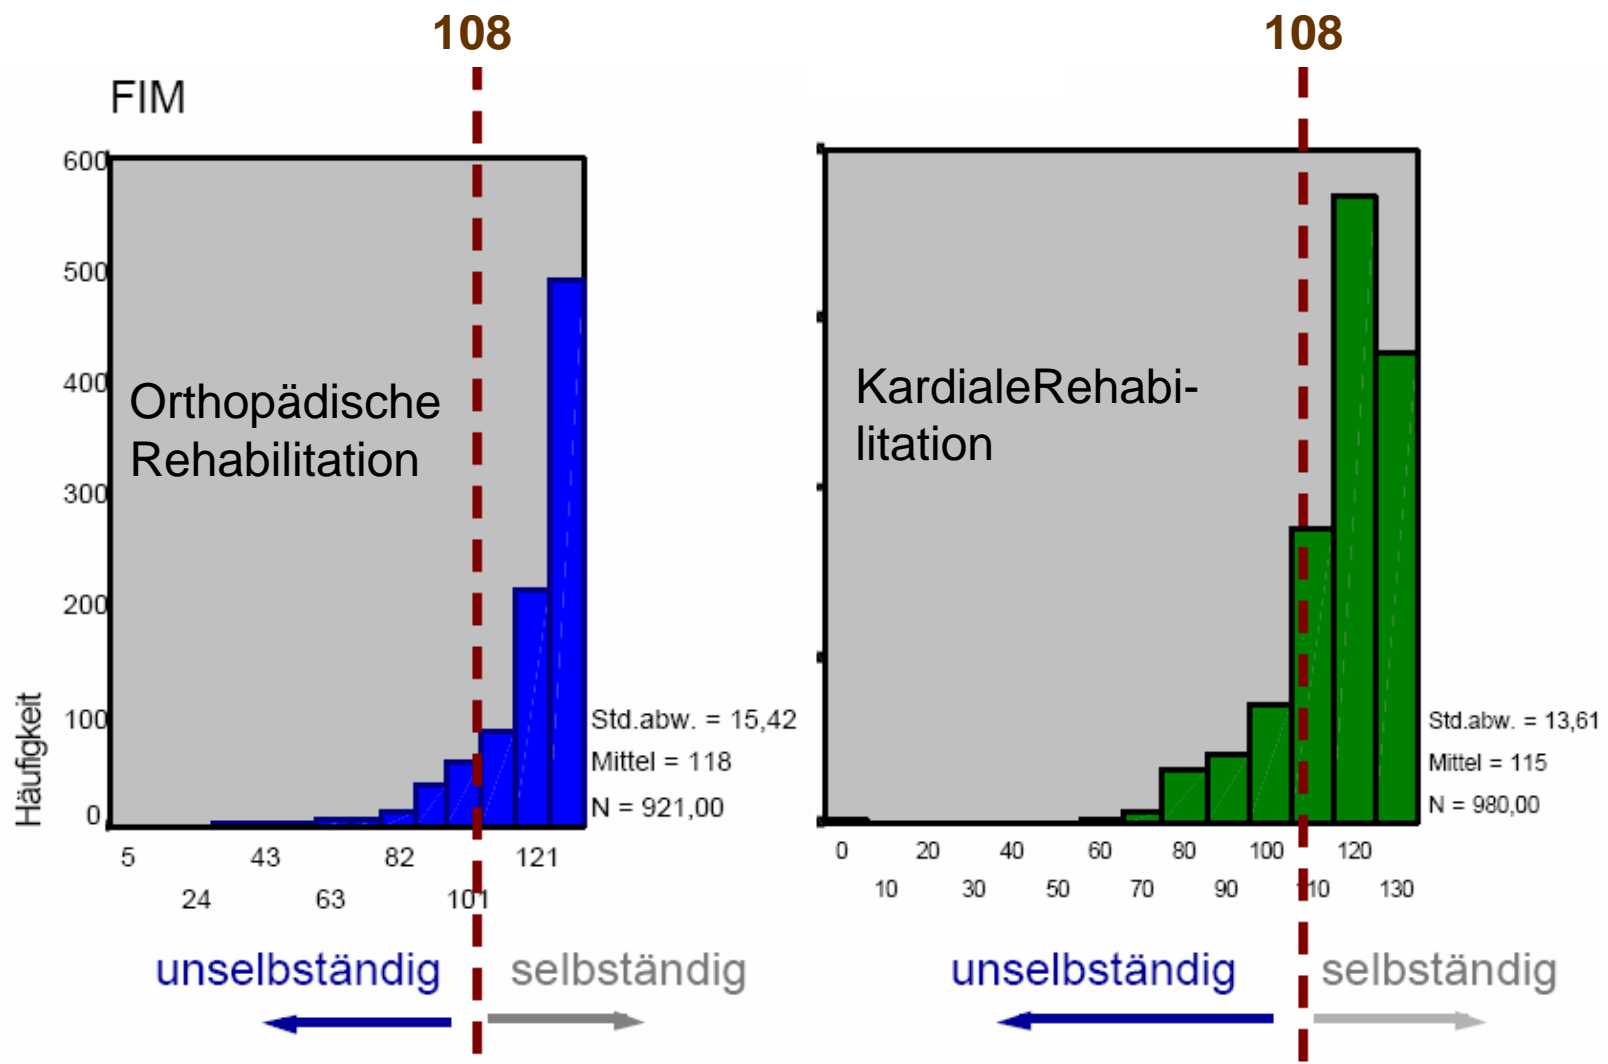 108
108
FIM
600
500
400
300
200
100
0
Häufigkeit
Orthopädische
Rehabilitation
Std.abw. = 15,42
Mittel = 118
N = 921,00
5 43 82 121
24 63 101
unselbständig selbständig
KardialeRehabi-
litation
Std.abw. = 13,61
Mittel = 115
N = 980,00
0 20 40 60 80 100 120
10 30 50 70 90 110 130
unselbständig selbständig